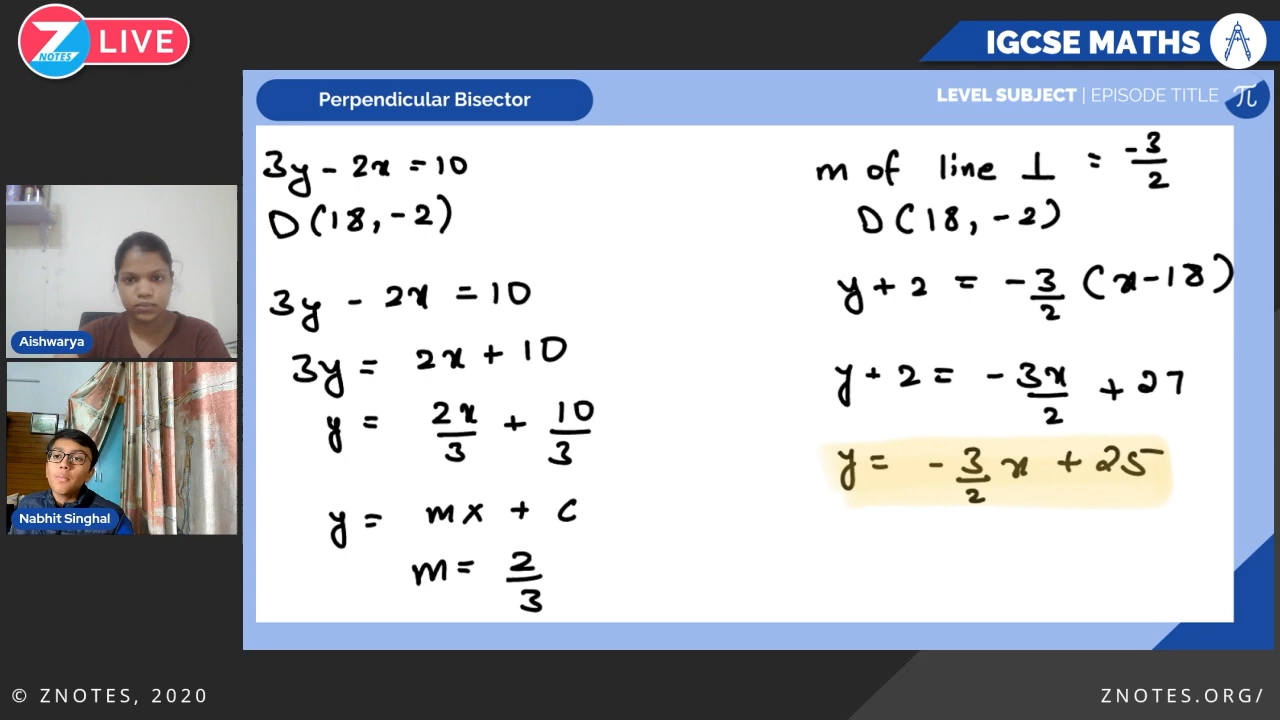 Z NOTES LIVE
IGCSE MATHS
Perpendicular Bisector
LEVEL SUBJECT | EPISODE TITLE π
3y - 2x = 10
D(18, -2)
3y - 2x = 10
3y = 2x + 10
y = 2x/3 + 10/3
y = mx + c
m = 2/3
m of line ⊥ = -3/2
D(18, -2)
y + 2 = -3/2 (x-18)
y + 2 = -3x/2 + 27
y = -3/2 x + 25
Aishwarya
Nabhit Singhal
© ZNOTES, 2020
ZNOTES.ORG/